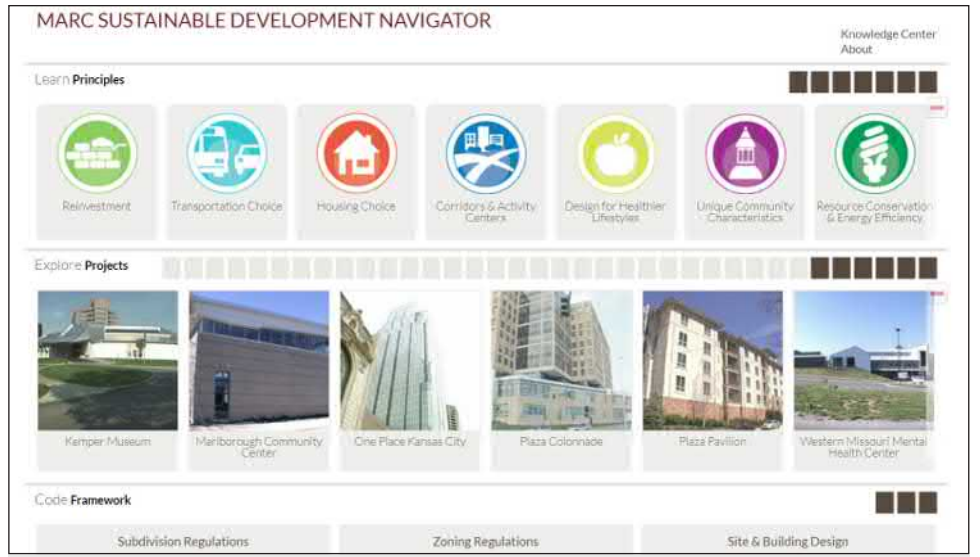 MARC SUSTAINABLE DEVELOPMENT NAVIGATOR
Knowledge Center
About
Learn Principles
Reinvestment
Transportation Choice
Housing Choice
Corridors & Activity
Centers
Design for Healthier
Lifestyles
Unique Community
Characteristics
Resource Conservation
& Energy Efficiency
Explore Projects
Kemper Museum
Marlborough Community
Center
One Place Kansas City
Plaza Colonnade
Plaza Pavilion
Western Missouri Mental
Health Center
Code Framework
Subdivision Regulations
Zoning Regulations
Site & Building Design